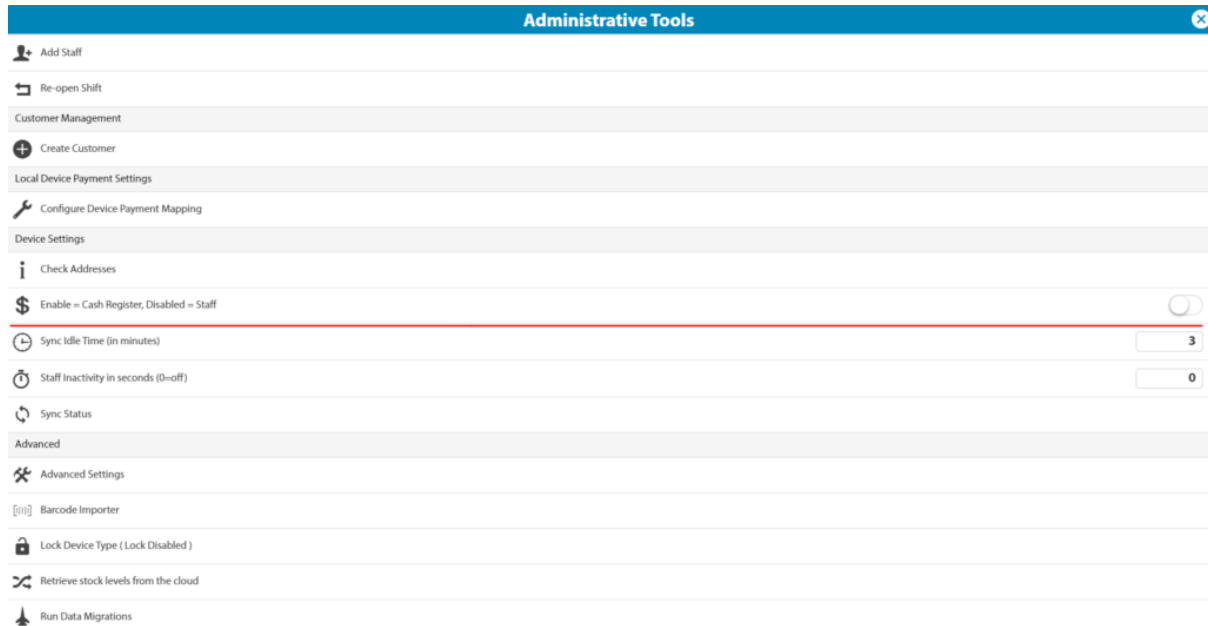 Administrative Tools
Add Staff
Re-open Shift
Customer Management
Create Customer
Local Device Payment Settings
Configure Device Payment Mapping
Device Settings
Check Addresses
Enable = Cash Register, Disabled = Staff
Sync Idle Time (in minutes) 3
Staff Inactivity in seconds (0=off) 0
Sync Status
Advanced
Advanced Settings
Barcode Importer
Lock Device Type ( Lock Disabled )
Retrieve stock levels from the cloud
Run Data Migrations